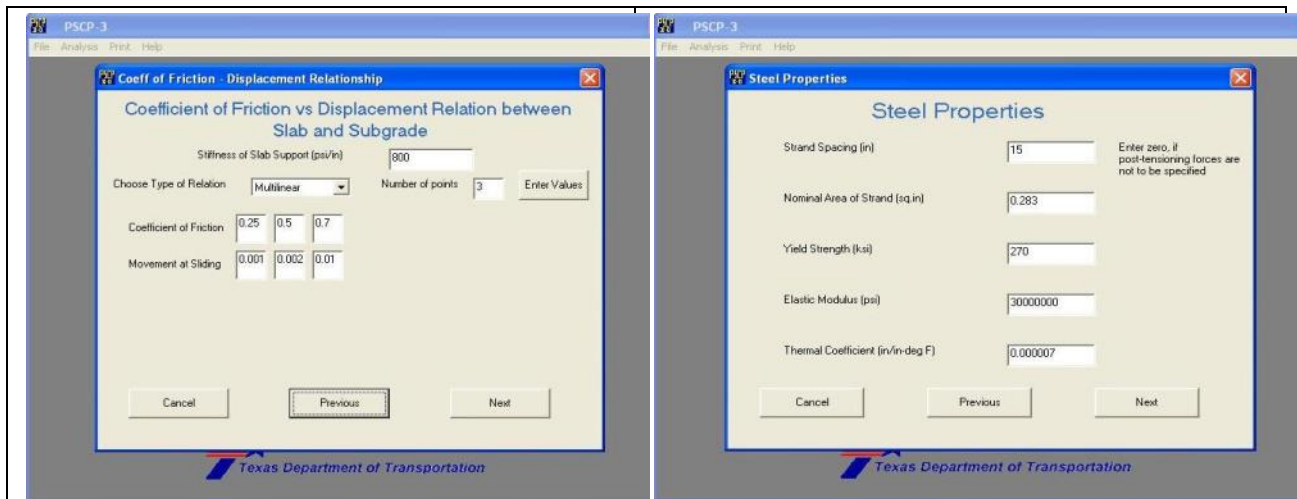 PSCP-3
File Analysis Print Help
Coeff of Friction - Displacement Relationship
Coefficient of Friction vs Displacement Relation between
Slab and Subgrade
Stiffness of Slab Support (psi/in) 800
Choose Type of Relation Multilinear Number of points 3 Enter Values
Coefficient of Friction 0.25 0.5 0.7
Movement at Sliding 0.001 0.002 0.01
Cancel Previous Next
Texas Department of Transportation
PSCP-3
File Analysis Print Help
Steel Properties
Steel Properties
Strand Spacing (in) 15 Enter zero, if
post-tensioning forces are
not to be specified
Nominal Area of Strand (sq.in) 0.283
Yield Strength (ksi) 270
Elastic Modulus (psi) 30000000
Thermal Coefficient (in/in-deg F) 0.000007
Cancel Previous Next
Texas Department of Transportation